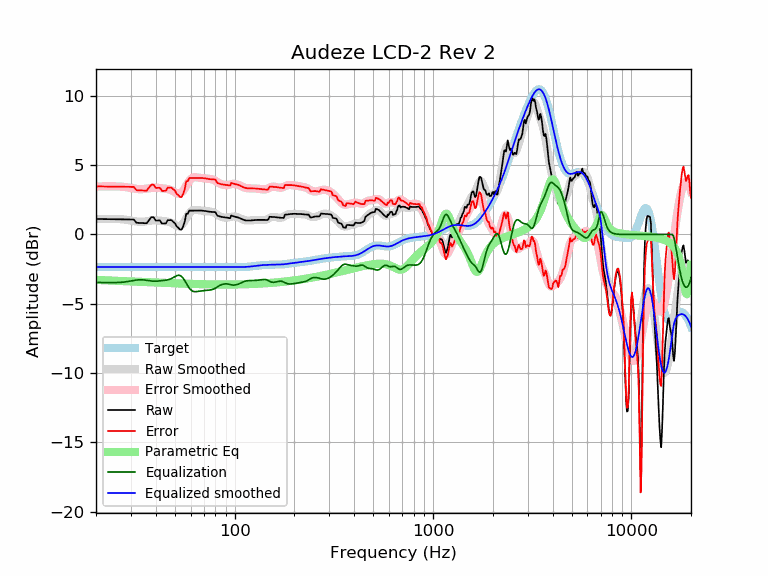 Audeze LCD-2 Rev 2
10
5
0
−5
−10
−15
−20
Amplitude (dBr)
Target
Raw Smoothed
Error Smoothed
Raw
Error
Parametric Eq
Equalization
Equalized smoothed
100 1000 10000
Frequency (Hz)